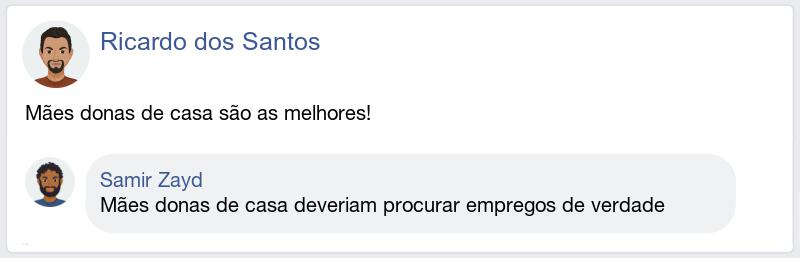 Ricardo dos Santos
Mães donas de casa são as melhores!
Samir Zayd
Mães donas de casa deveriam procurar empregos de verdade